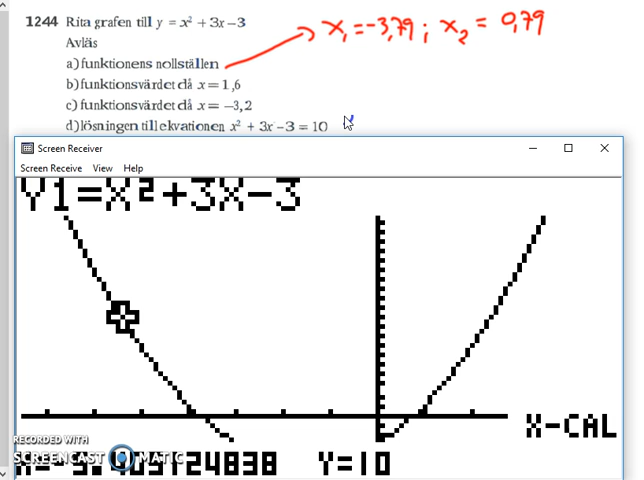 1244 Rita grafen till y = x² + 3x – 3
x₁ = -3,79 ; x₂ = 0,79
Avläs
a) funktionens nollställen
b) funktionsvärdet då x = 1,6
c) funktionsvärdet då x = –3,2
d) lösningen till ekvationen x² + 3x – 3 = 10
Screen Receiver
Screen Receive View Help
Y1=X²+3X-3
X-CAL
RECORDED WITH
SCREENCAST MATIC
Y=10